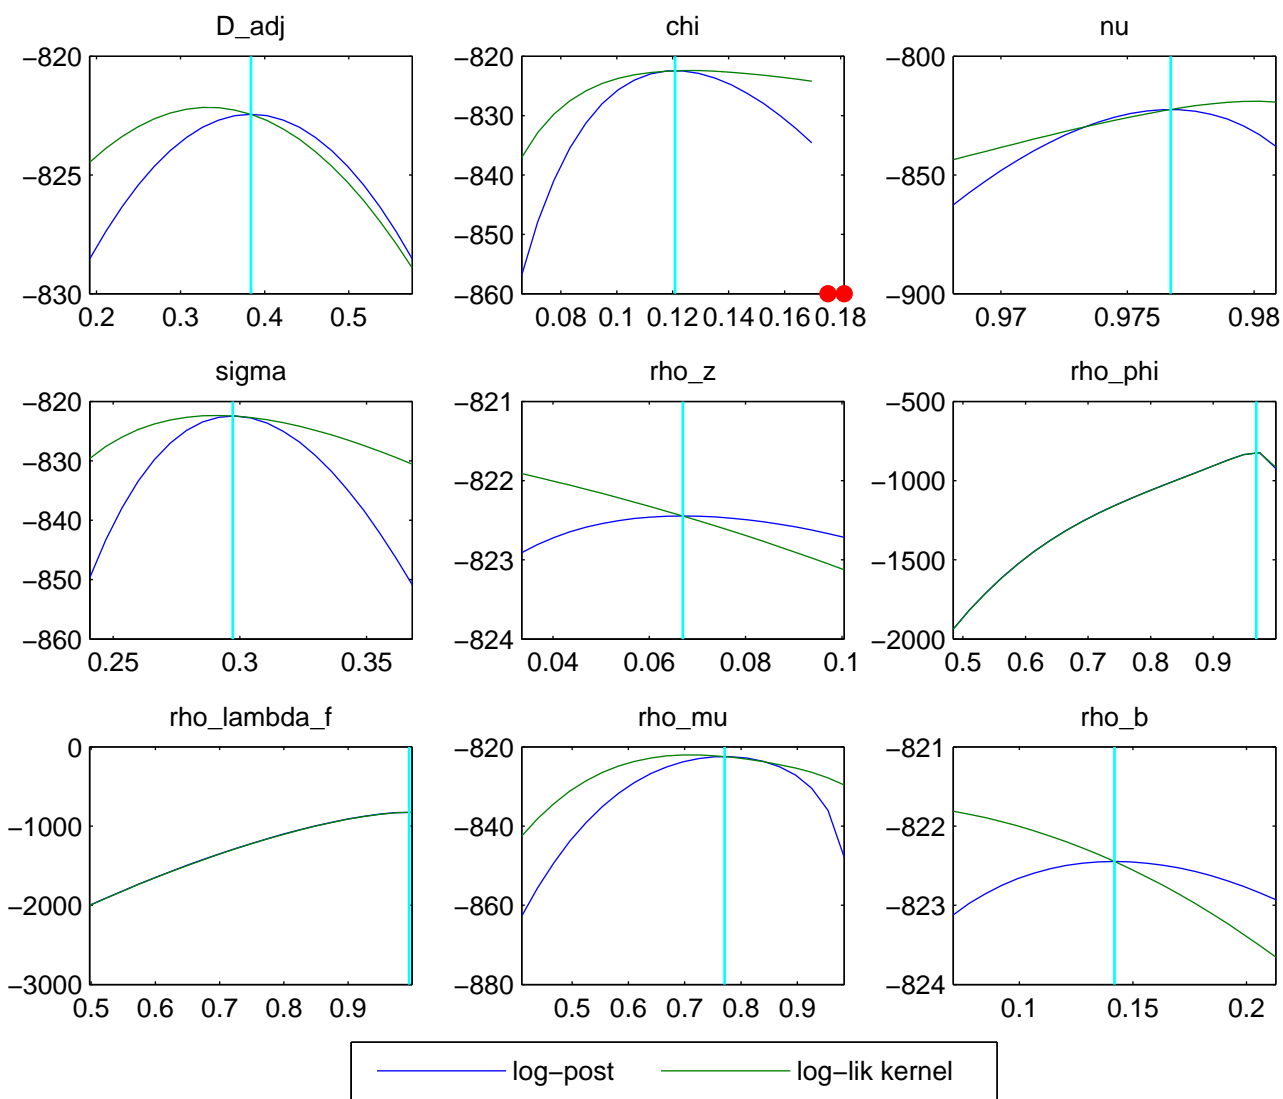 D_adj
chi
nu
−820
−825
−830
0.2 0.3 0.4 0.5
−820
−830
−840
−850
−860
0.08 0.1 0.12 0.14 0.16 0.18
−800
−850
−900
0.97 0.975 0.98
sigma
rho_z
rho_phi
−820
−830
−840
−850
−860
0.25 0.3 0.35
−821
−822
−823
−824
0.04 0.06 0.08 0.1
−500
−1000
−1500
−2000
0.5 0.6 0.7 0.8 0.9
rho_lambda_f
rho_mu
rho_b
0
−1000
−2000
−3000
0.5 0.6 0.7 0.8 0.9
−820
−840
−860
−880
0.5 0.6 0.7 0.8 0.9
−821
−822
−823
−824
0.1 0.15 0.2
log−post log−lik kernel